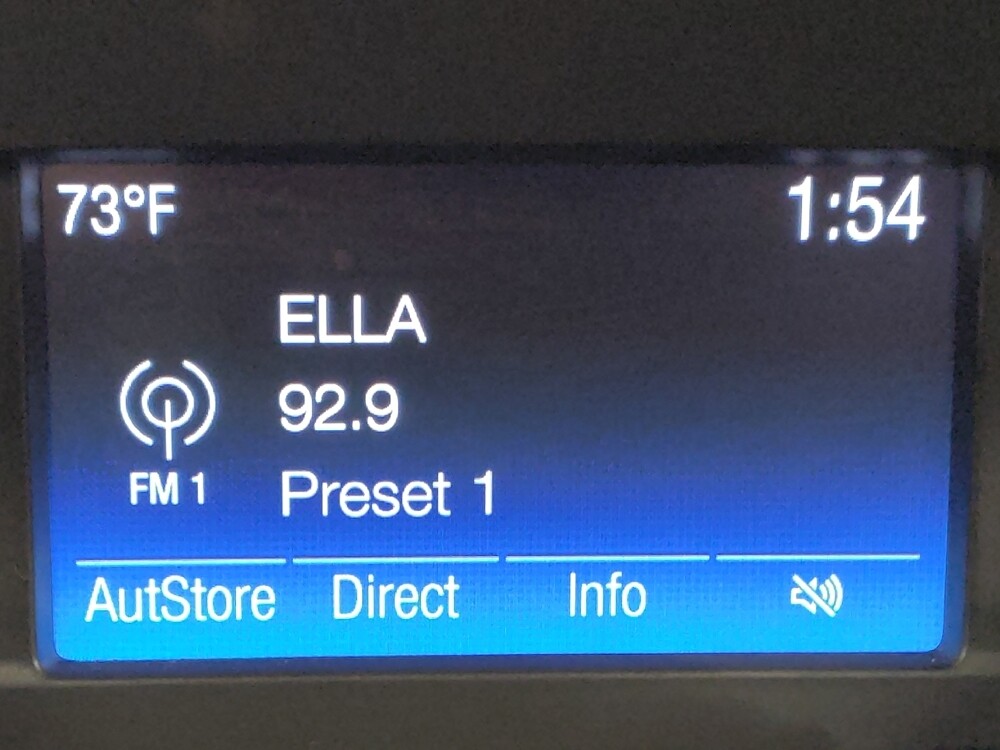 73°F 1:54
ELLA
92.9
FM 1 Preset 1
AutStore Direct Info